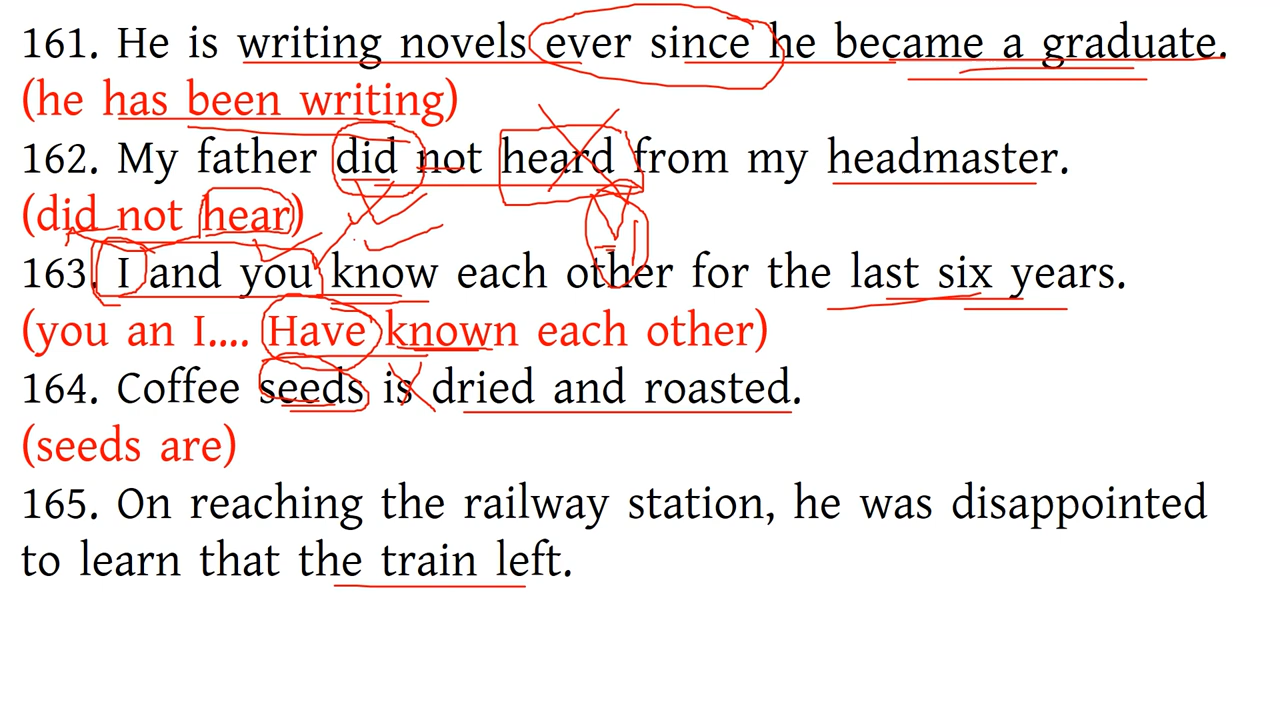 161. He is writing novels ever since he became a graduate.
(he has been writing)
162. My father did not heard from my headmaster.
(did not hear)
163. I and you know each other for the last six years.
(you an I.... Have known each other)
164. Coffee seeds is dried and roasted.
(seeds are)
165. On reaching the railway station, he was disappointed
to learn that the train left.